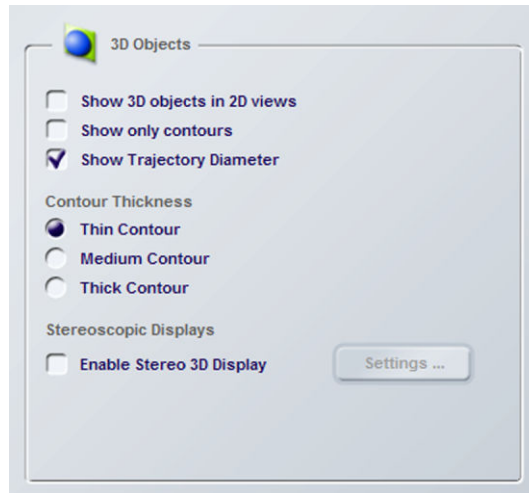 3D Objects
Show 3D objects in 2D views
Show only contours
Show Trajectory Diameter
Contour Thickness
Thin Contour
Medium Contour
Thick Contour
Stereoscopic Displays
Enable Stereo 3D Display
Settings ...